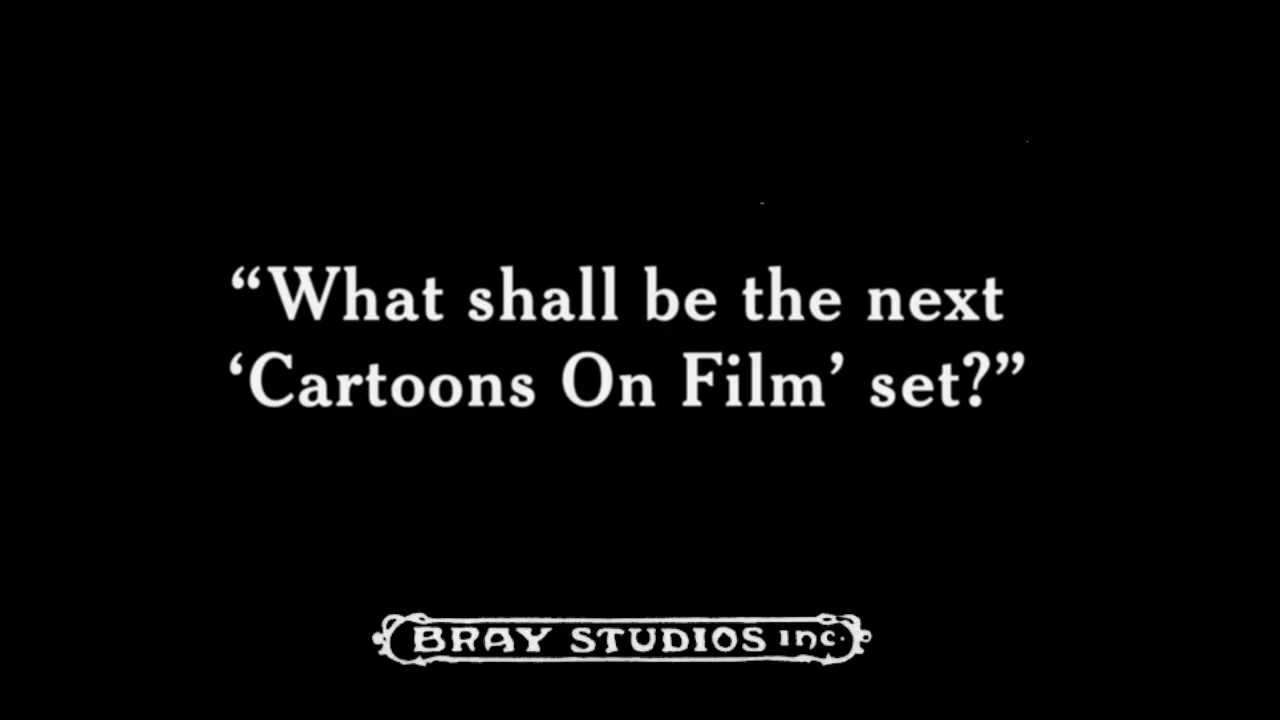 “What shall be the next
‘Cartoons On Film’ set?”
BRAY STUDIOS Inc.